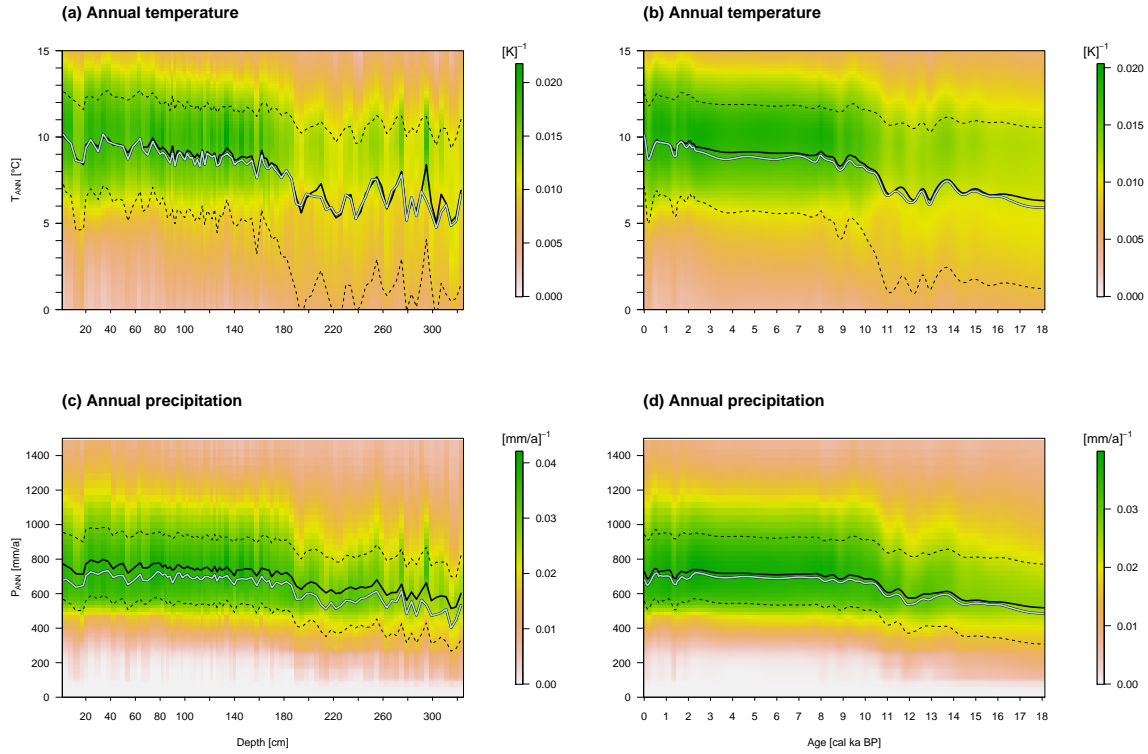 (a) Annual temperature
(b) Annual temperature
[K]⁻¹
[K]⁻¹
15
10
5
0
T_ANN [°C]
20 40 60 80 100 140 180 220 260 300
0.020
0.015
0.010
0.005
0.000
15
10
5
0
0 1 2 3 4 5 6 7 8 9 10 11 12 13 14 15 16 17 18
0.020
0.015
0.010
0.005
0.000
(c) Annual precipitation
(d) Annual precipitation
[mm/a]⁻¹
[mm/a]⁻¹
1400
1200
1000
800
600
400
200
0
P_ANN [mm/a]
20 40 60 80 100 140 180 220 260 300
Depth [cm]
0.04
0.03
0.02
0.01
0.00
1400
1200
1000
800
600
400
200
0
0 1 2 3 4 5 6 7 8 9 10 11 12 13 14 15 16 17 18
Age [cal ka BP]
0.03
0.02
0.01
0.00